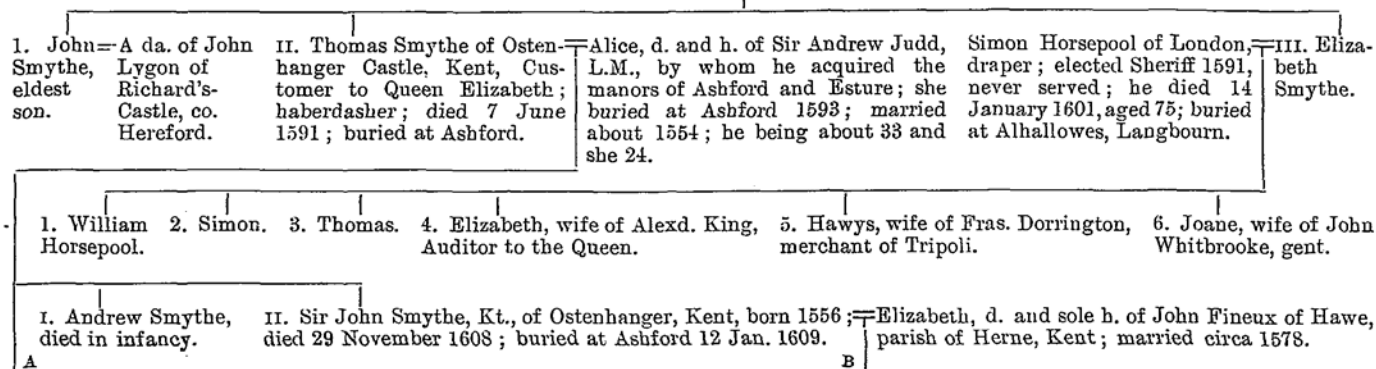 1. John=A da. of John
Smythe, Lygon of
eldest Richard's-
son. Castle, co.
Hereford.
II. Thomas Smythe of Osten-
hanger Castle, Kent, Cus-
tomer to Queen Elizabeth;
haberdasher; died 7 June
1591; buried at Ashford.
=Alice, d. and h. of Sir Andrew Judd,
L.M., by whom he acquired the
manors of Ashford and Esture; she
buried at Ashford 1593; married
about 1554; he being about 33 and
she 24.
Simon Horsepool of London,
draper; elected Sheriff 1591,
never served; he died 14
January 1601, aged 75; buried
at Alhallowes, Langbourn.
=III. Eliza-
beth
Smythe.
1. William
Horsepool.
2. Simon.
3. Thomas.
4. Elizabeth, wife of Alexd. King,
Auditor to the Queen.
5. Hawys, wife of Fras. Dorrington,
merchant of Tripoli.
6. Joane, wife of John
Whitbrooke, gent.
I. Andrew Smythe,
died in infancy.
II. Sir John Smythe, Kt., of Ostenhanger, Kent, born 1556;
died 29 November 1608; buried at Ashford 12 Jan. 1609.
=Elizabeth, d. and sole h. of John Fineux of Hawe,
parish of Herne, Kent; married circa 1578.
A
B